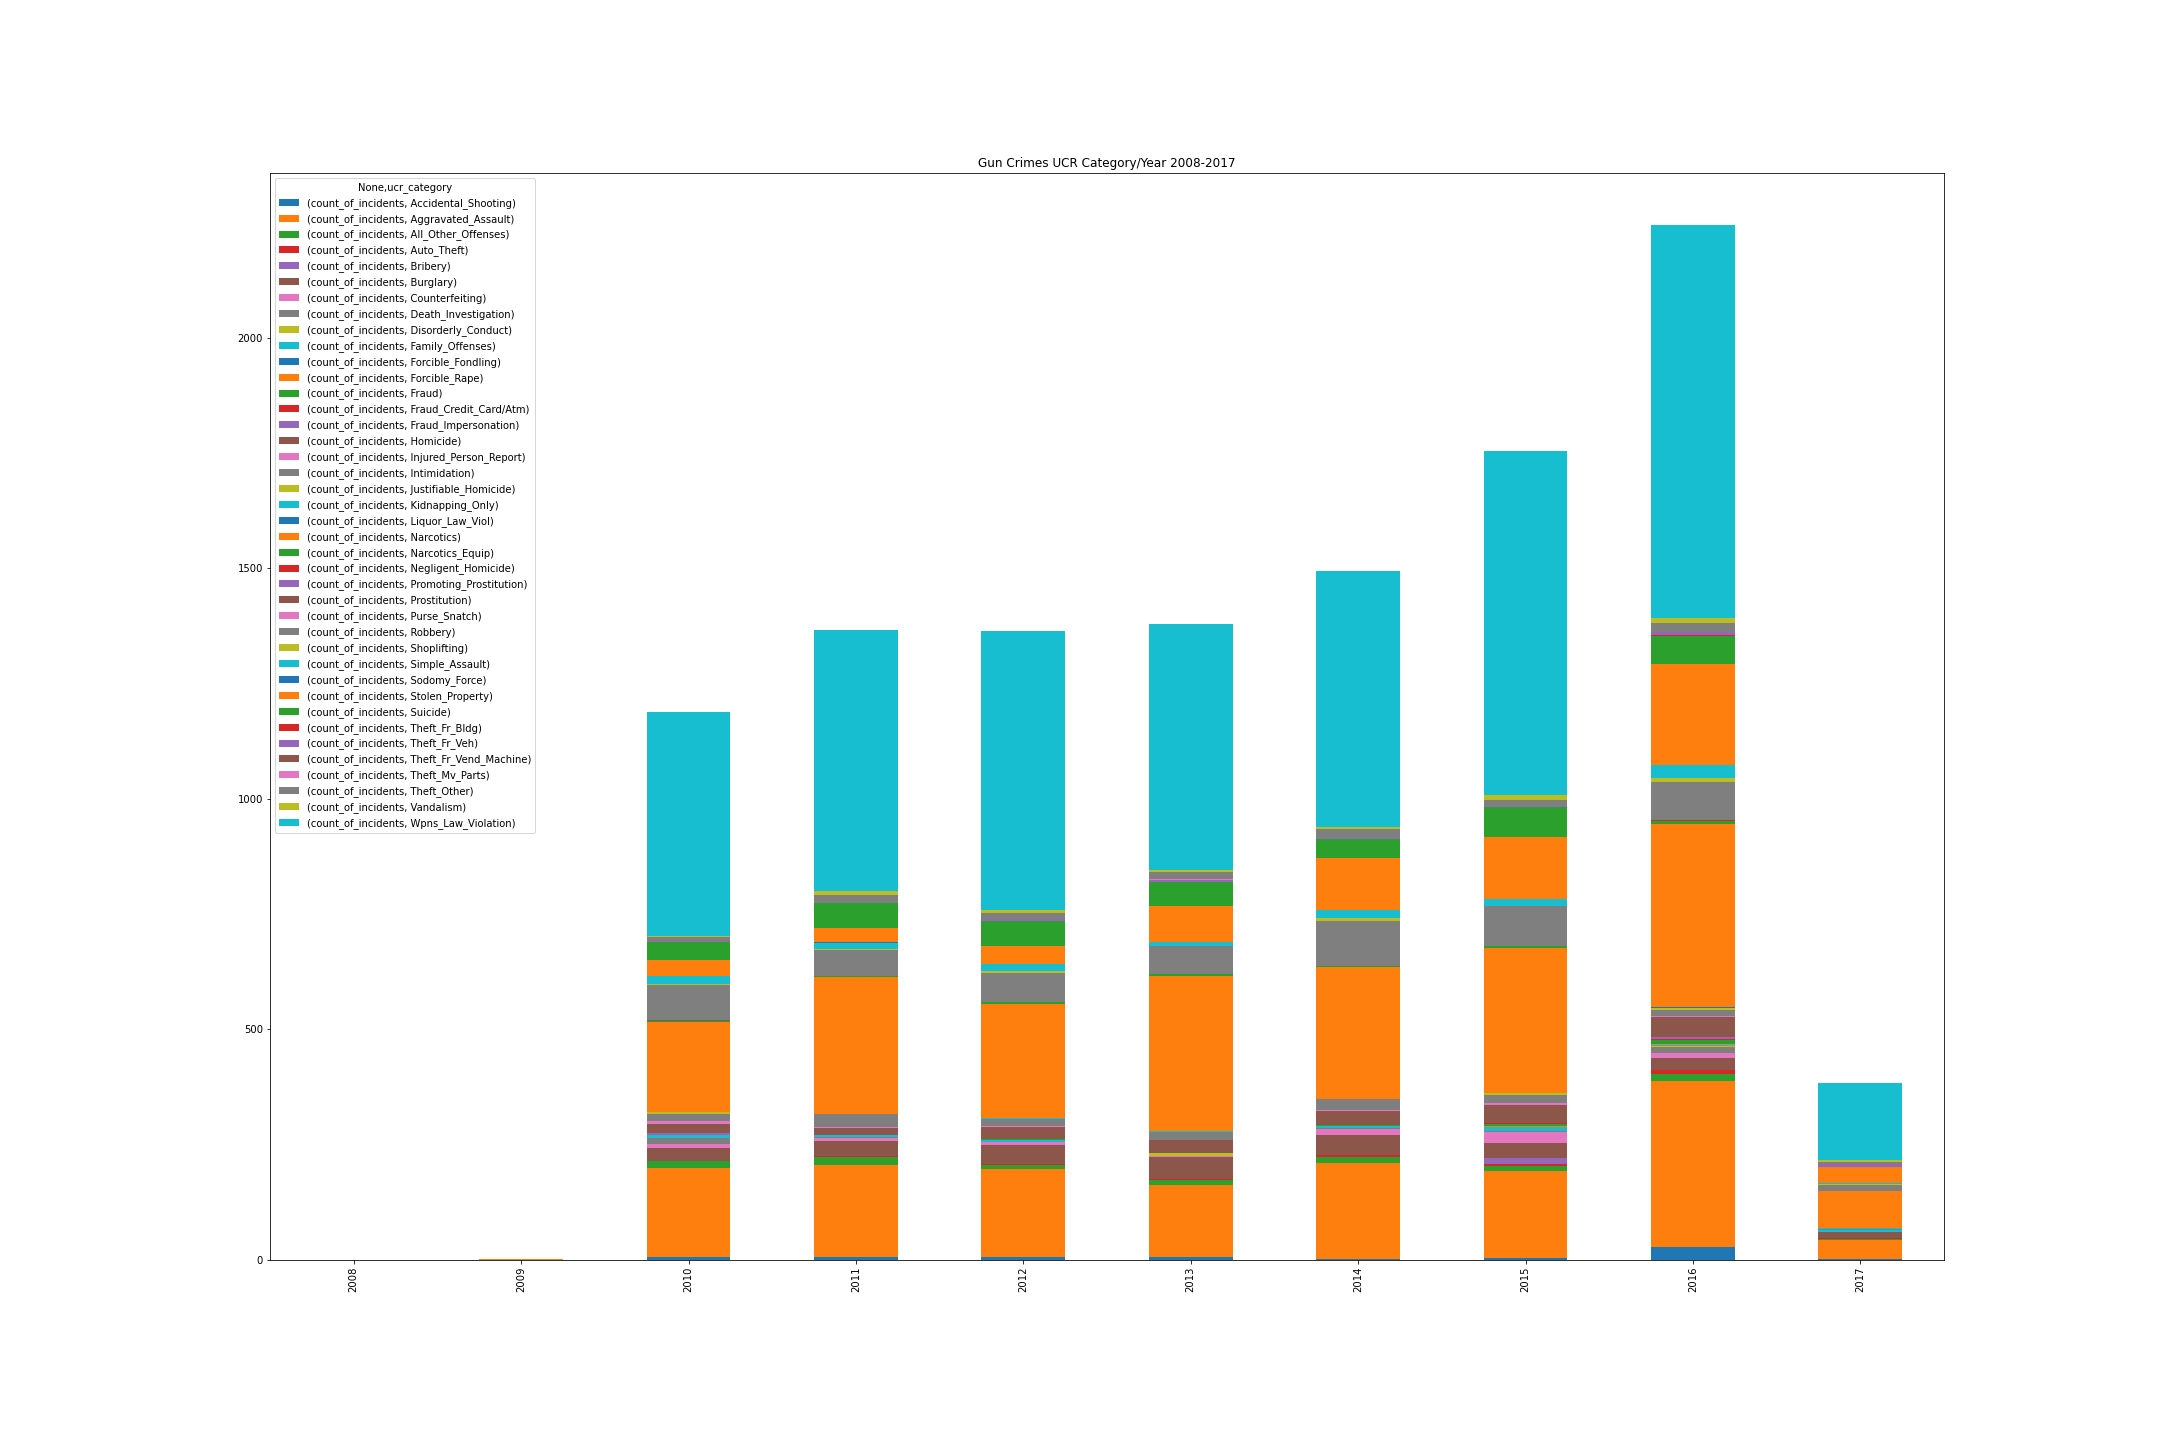 Gun Crimes UCR Category/Year 2008-2017
None,ucr_category
(count_of_incidents, Accidental_Shooting)
(count_of_incidents, Aggravated_Assault)
(count_of_incidents, All_Other_Offenses)
(count_of_incidents, Auto_Theft)
(count_of_incidents, Bribery)
(count_of_incidents, Burglary)
(count_of_incidents, Counterfeiting)
(count_of_incidents, Death_Investigation)
(count_of_incidents, Disorderly_Conduct)
(count_of_incidents, Family_Offenses)
(count_of_incidents, Forcible_Fondling)
(count_of_incidents, Forcible_Rape)
(count_of_incidents, Fraud)
(count_of_incidents, Fraud_Credit_Card/Atm)
(count_of_incidents, Fraud_Impersonation)
(count_of_incidents, Homicide)
(count_of_incidents, Injured_Person_Report)
(count_of_incidents, Intimidation)
(count_of_incidents, Justifiable_Homicide)
(count_of_incidents, Kidnapping_Only)
(count_of_incidents, Liquor_Law_Viol)
(count_of_incidents, Narcotics)
(count_of_incidents, Narcotics_Equip)
(count_of_incidents, Negligent_Homicide)
(count_of_incidents, Promoting_Prostitution)
(count_of_incidents, Prostitution)
(count_of_incidents, Purse_Snatch)
(count_of_incidents, Robbery)
(count_of_incidents, Shoplifting)
(count_of_incidents, Simple_Assault)
(count_of_incidents, Sodomy_Force)
(count_of_incidents, Stolen_Property)
(count_of_incidents, Suicide)
(count_of_incidents, Theft_Fr_Bldg)
(count_of_incidents, Theft_Fr_Veh)
(count_of_incidents, Theft_Fr_Vend_Machine)
(count_of_incidents, Theft_Mv_Parts)
(count_of_incidents, Theft_Other)
(count_of_incidents, Vandalism)
(count_of_incidents, Wpns_Law_Violation)
2000
1500
1000
500
0
2008
2009
2010
2011
2012
2013
2014
2015
2016
2017